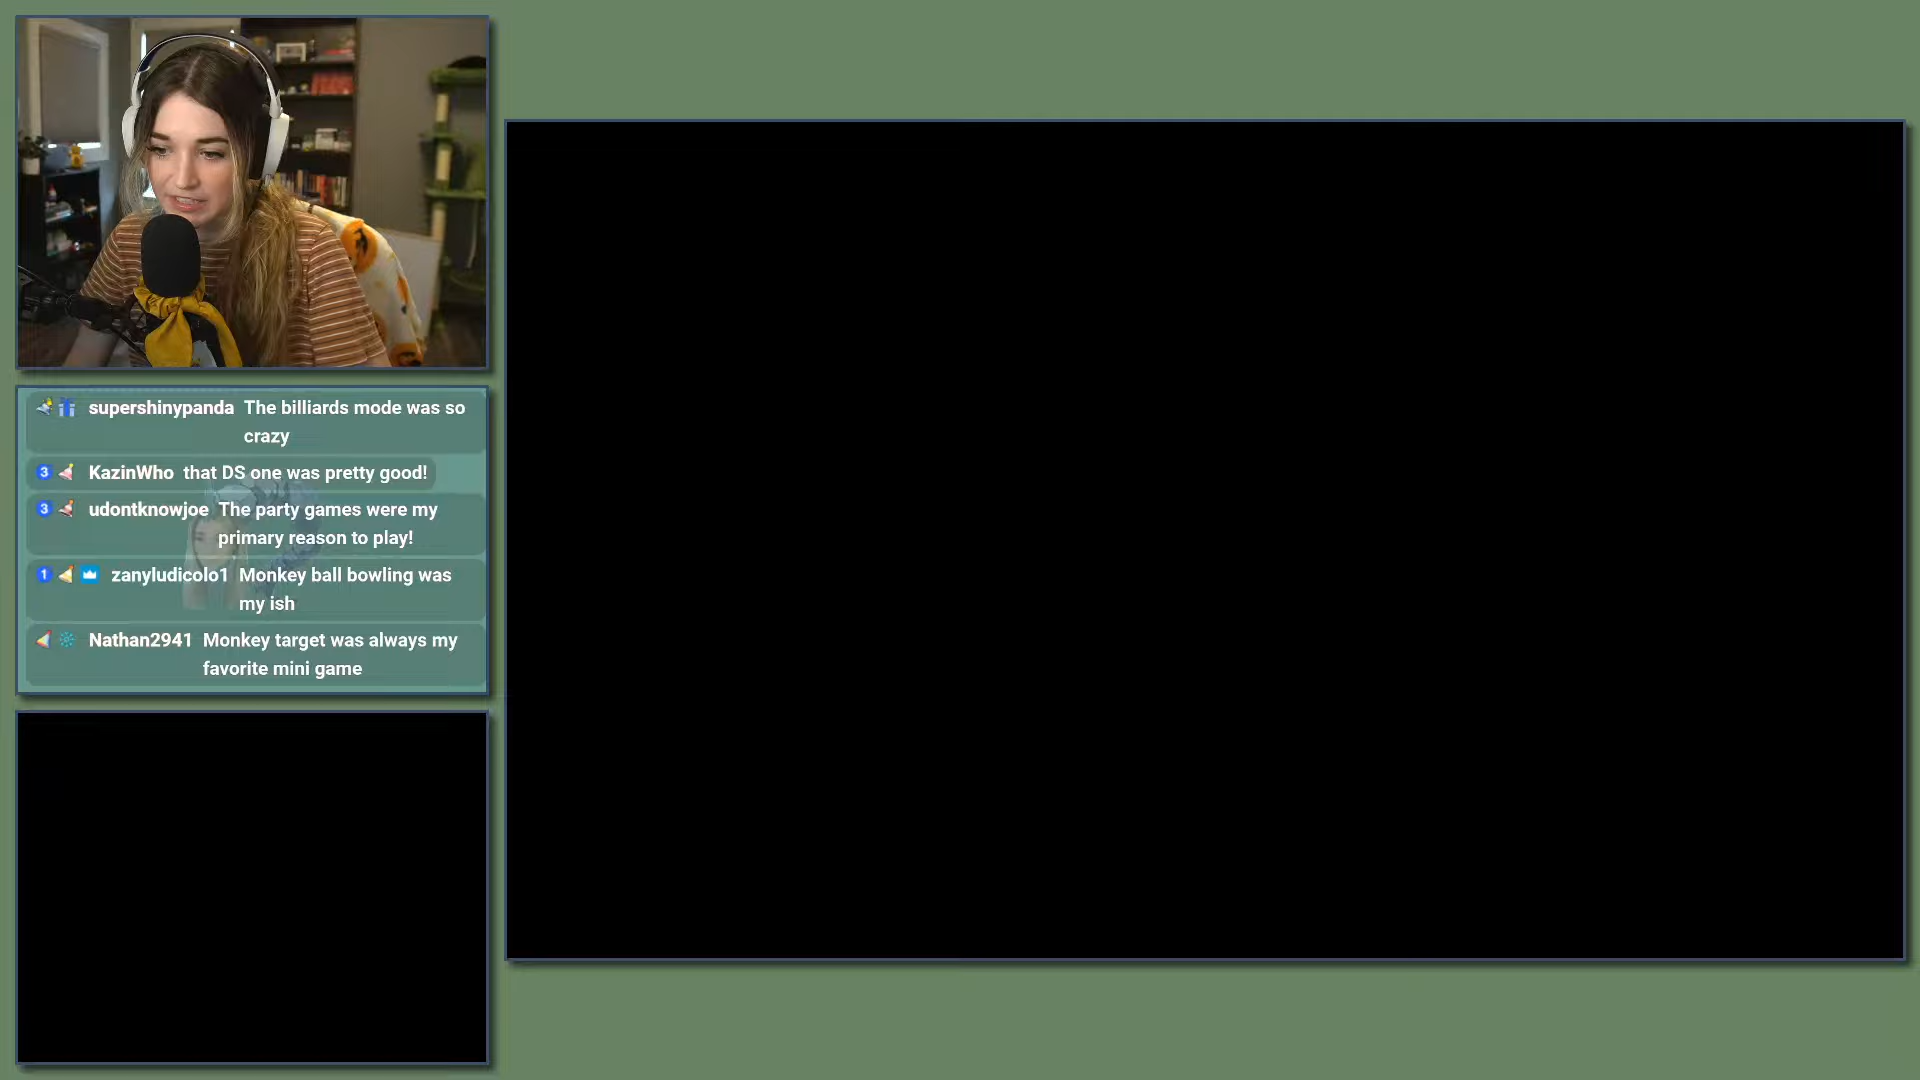 supershinypanda The billiards mode was so
crazy
3 KazinWho that DS one was pretty good!
3 udontknowjoe The party games were my
primary reason to play!
1 zanyludicolo1 Monkey ball bowling was
my ish
Nathan2941 Monkey target was always my
favorite mini game